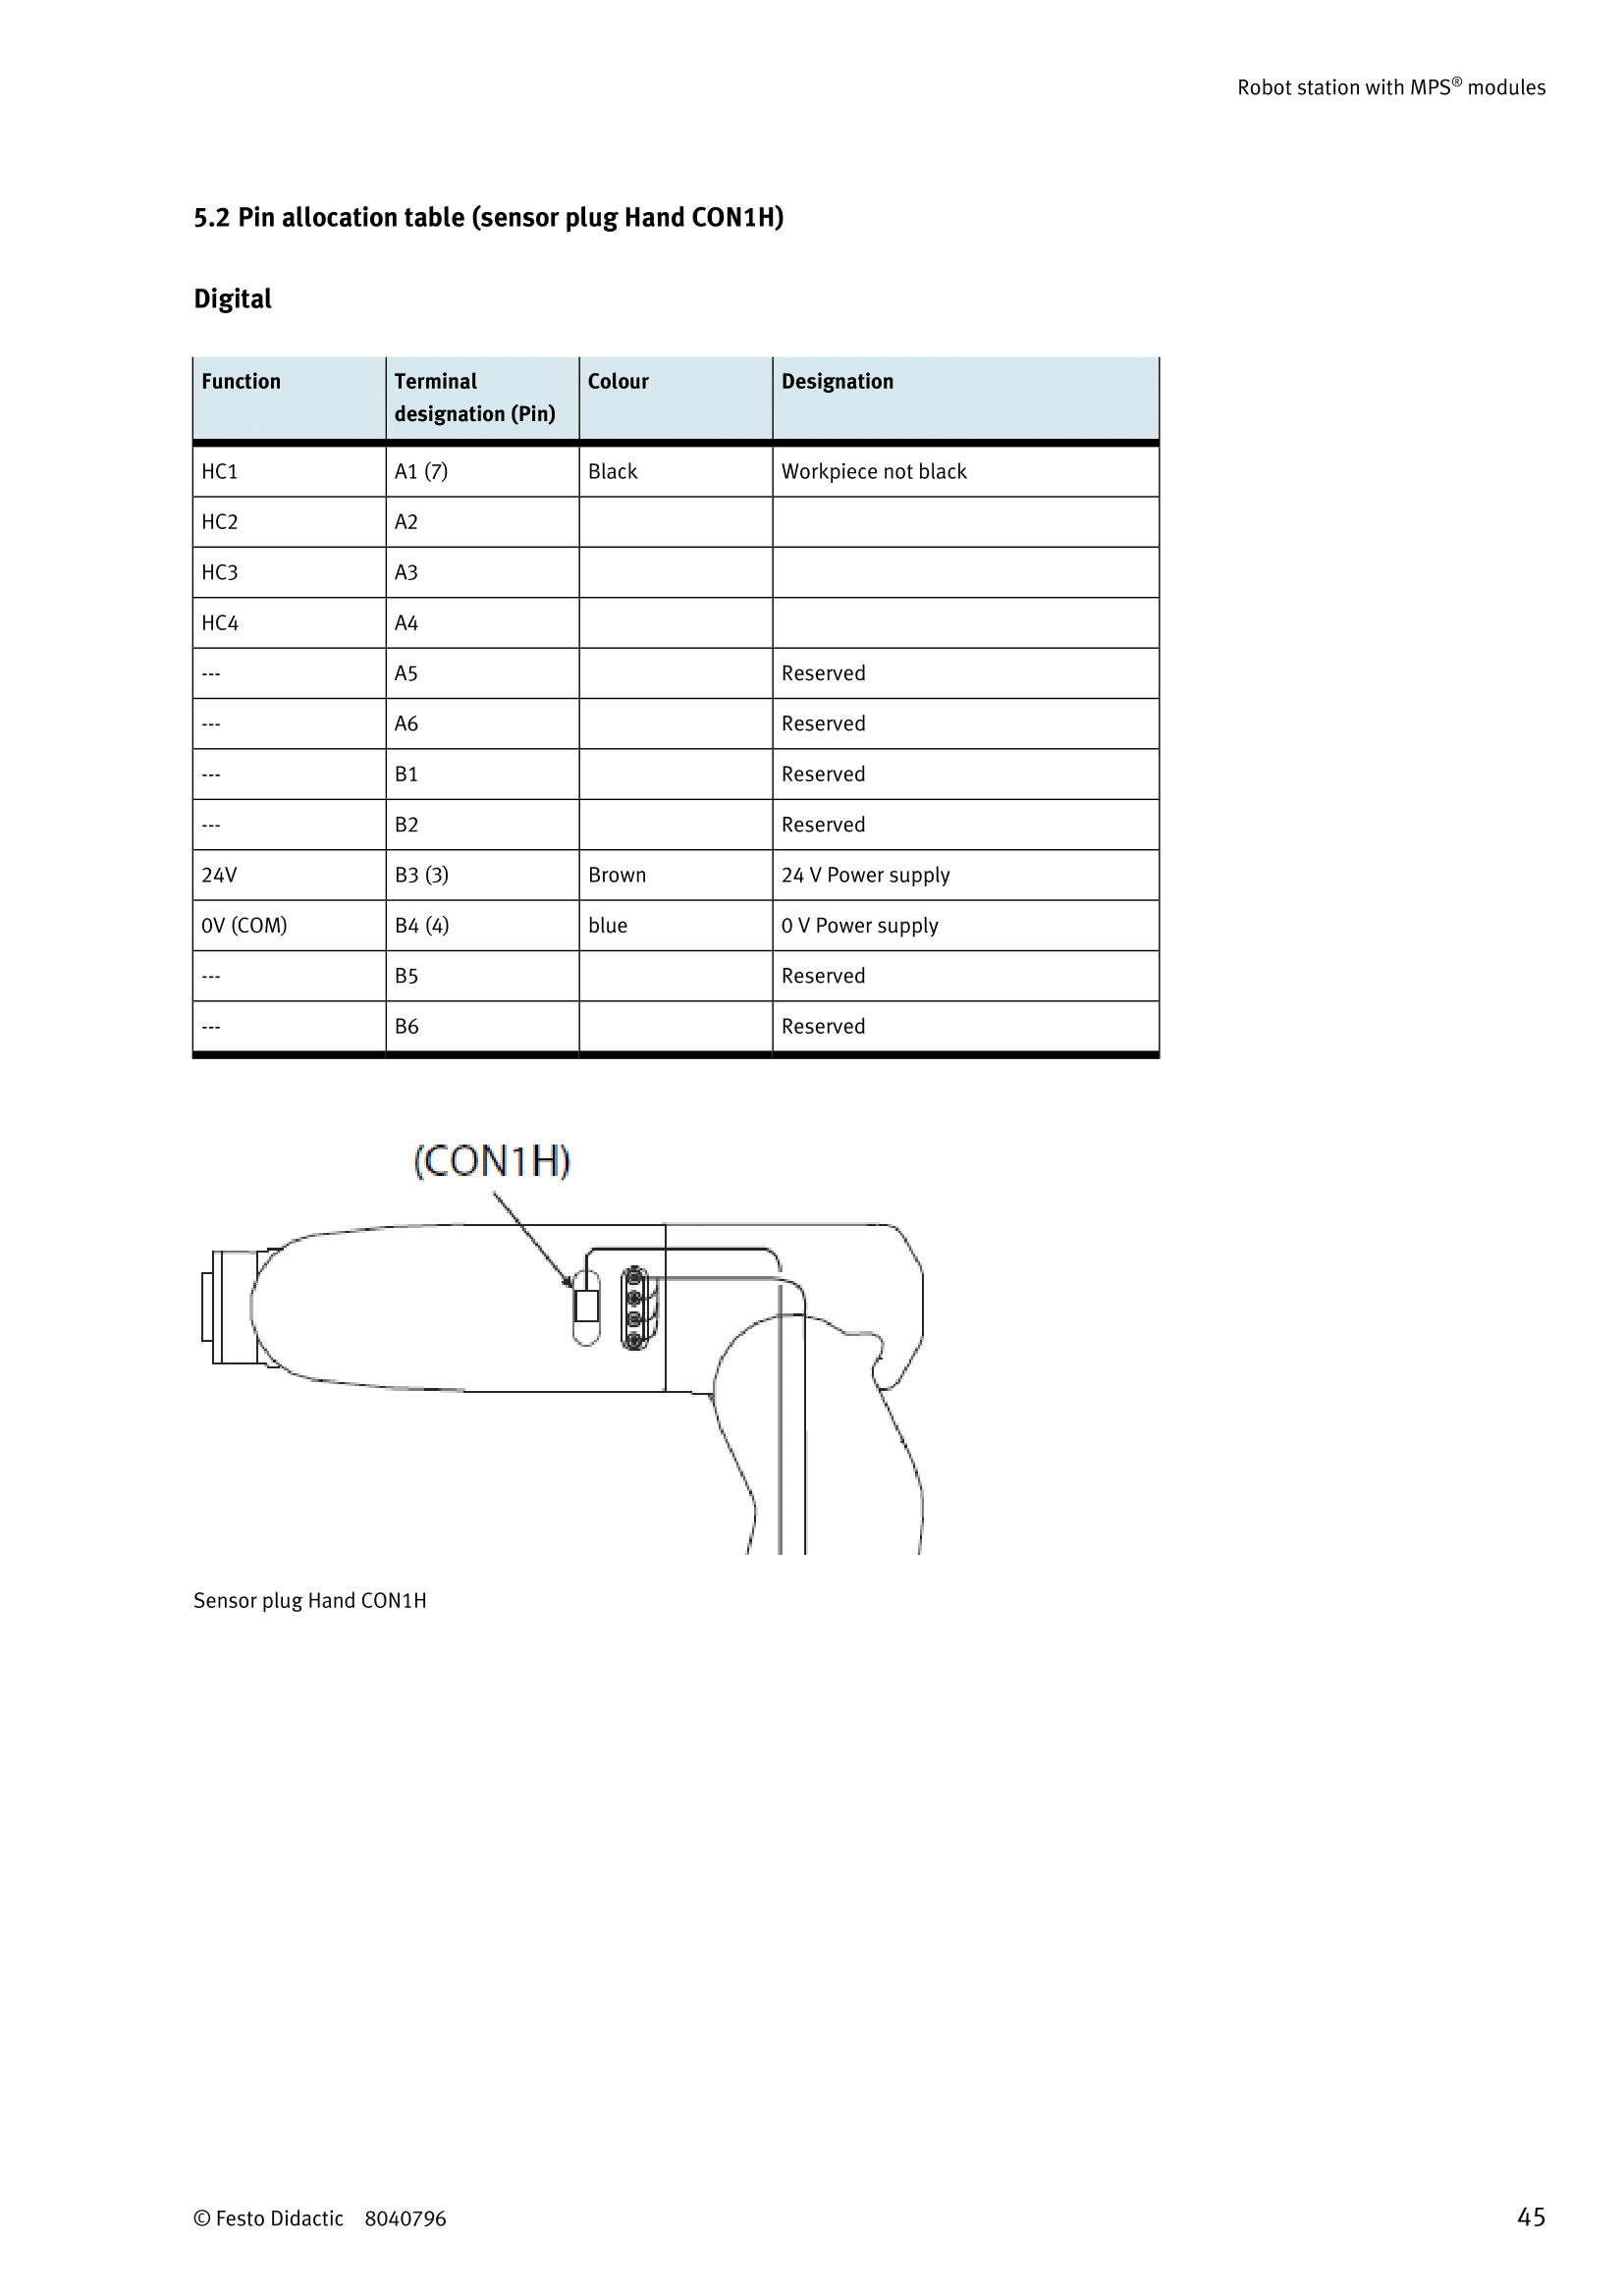 Robot station with MPS® modules
5.2 Pin allocation table (sensor plug Hand CON1H)
Digital
Function Terminal designation (Pin) Colour Designation
HC1 A1 (7) Black Workpiece not black
HC2 A2
HC3 A3
HC4 A4
--- A5 Reserved
--- A6 Reserved
--- B1 Reserved
--- B2 Reserved
24V B3 (3) Brown 24 V Power supply
0V (COM) B4 (4) blue 0 V Power supply
--- B5 Reserved
--- B6 Reserved
(CON1H)
Sensor plug Hand CON1H
© Festo Didactic 8040796 45